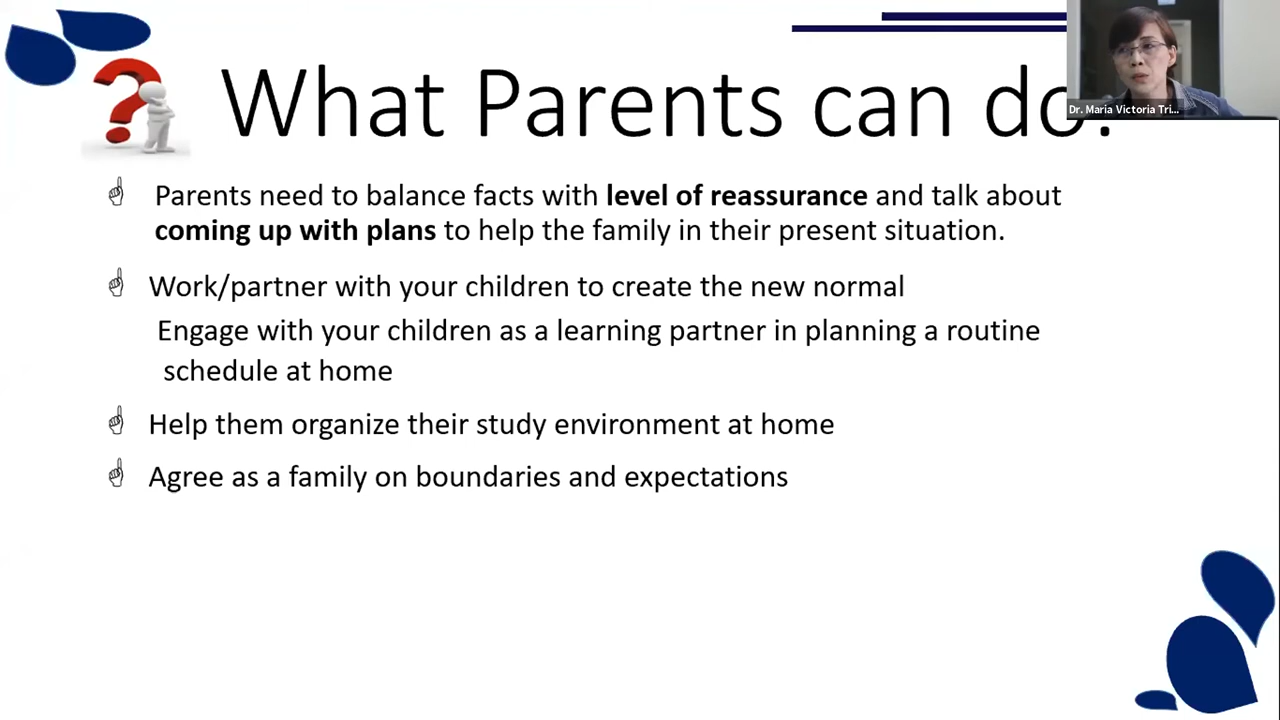 What Parents can do?
Dr. Maria Victoria Tri...
Parents need to balance facts with level of reassurance and talk about
coming up with plans to help the family in their present situation.
Work/partner with your children to create the new normal
Engage with your children as a learning partner in planning a routine
schedule at home
Help them organize their study environment at home
Agree as a family on boundaries and expectations